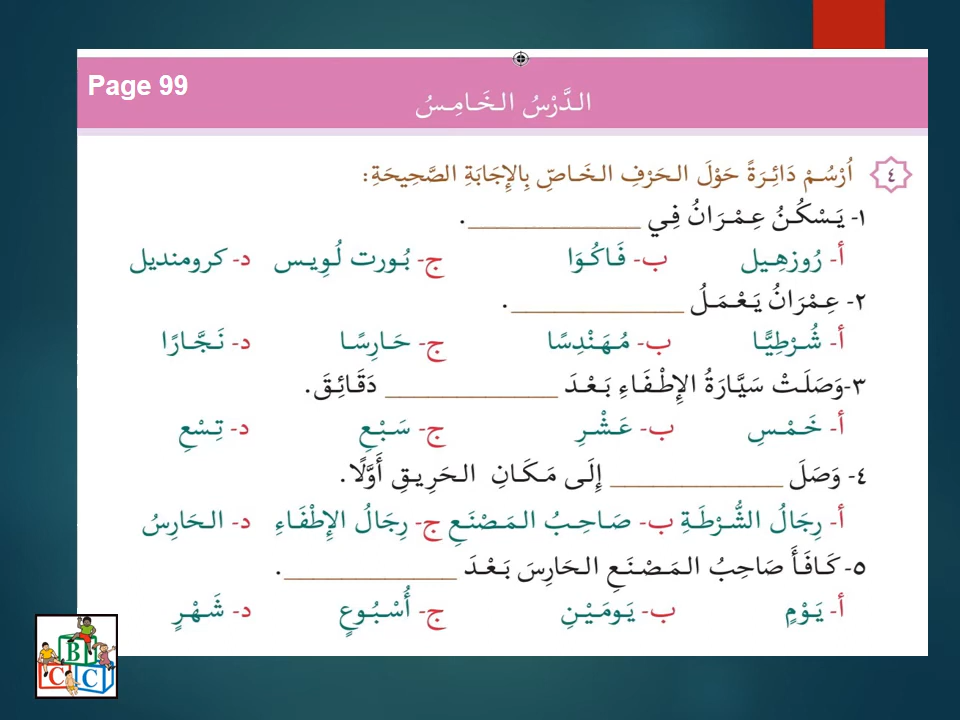 Page 99
الدَّرْسُ الخَامِسُ
٤ اُرْسُمْ دَائِرَةً حَوْلَ الحَرْفِ الخَاصِّ بِالإِجَابَةِ الصَّحِيحَةِ:
١- يَسْكُنُ عِمْرَانُ فِي ____________ .
أ- رُوزهِيل ب- فَاكُوَا ج- بُورت لُوِيس د- كرومنديل
٢- عِمْرَانُ يَعْمَلُ ____________ .
أ- شُرْطِيًّا ب- مُهَنْدِسًا ج- حَارِسًا د- نَجَّارًا
٣-وَصَلَتْ سَيَّارَةُ الإِطْفَاءِ بَعْدَ ____________ دَقَائِقَ.
أ- خَمْسِ ب- عَشْرِ ج- سَبْعِ د- تِسْعِ
٤- وَصَلَ ____________ إِلَى مَكَانِ الحَرِيقِ أَوَّلًا.
أ- رِجَالُ الشُّرْطَةِ ب- صَاحِبُ المَصْنَعِ ج- رِجَالُ الإِطْفَاءِ د- الحَارِسُ
٥- كَافَأَ صَاحِبُ المَصْنَعِ الحَارِسَ بَعْدَ ____________ .
أ- يَوْمٍ ب- يَومَيْنِ ج- أُسْبُوعٍ د- شَهْرٍ
B
C C